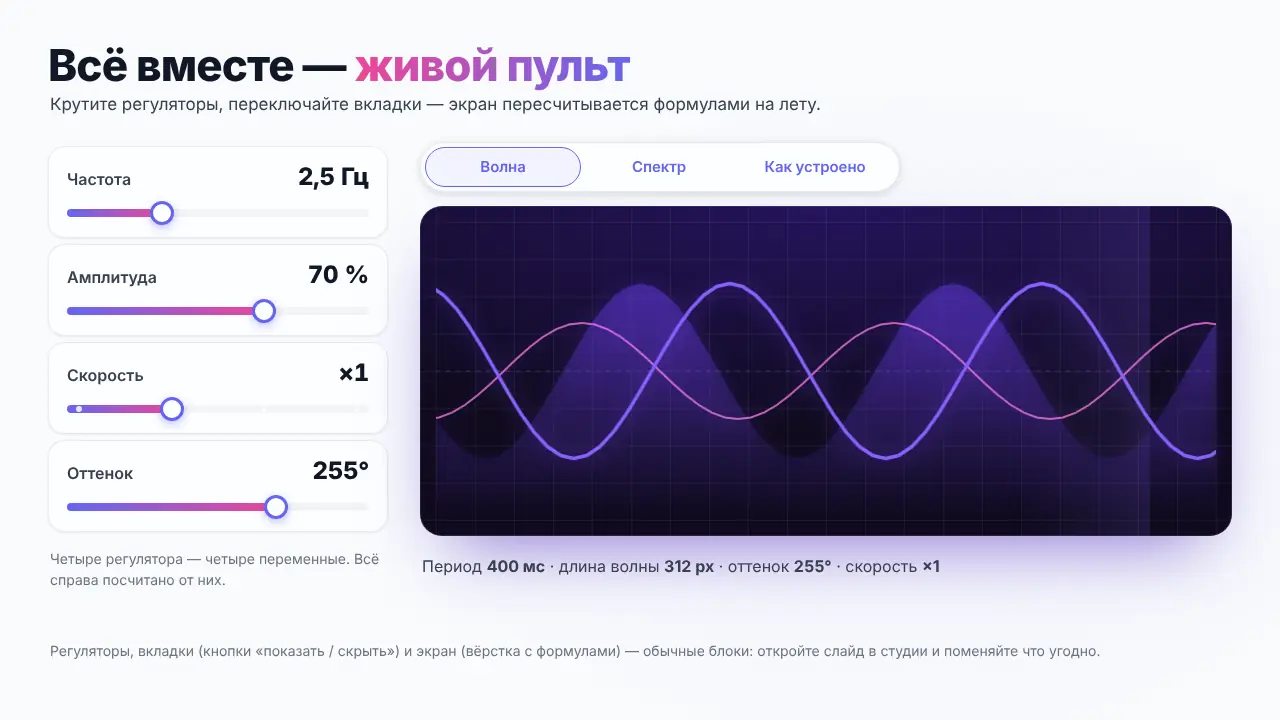 Всё вместе — живой пульт
Крутите регуляторы, переключайте вкладки — экран пересчитывается формулами на лету.
Частота
2,5 Гц
Амплитуда
70 %
Скорость
×1
Оттенок
255°
Четыре регулятора — четыре переменные. Всё
справа посчитано от них.
Волна
Спектр
Как устроено
Период 400 мс · длина волны 312 px · оттенок 255° · скорость ×1
Регуляторы, вкладки (кнопки «показать / скрыть») и экран (вёрстка с формулами) — обычные блоки: откройте слайд в студии и поменяйте что угодно.